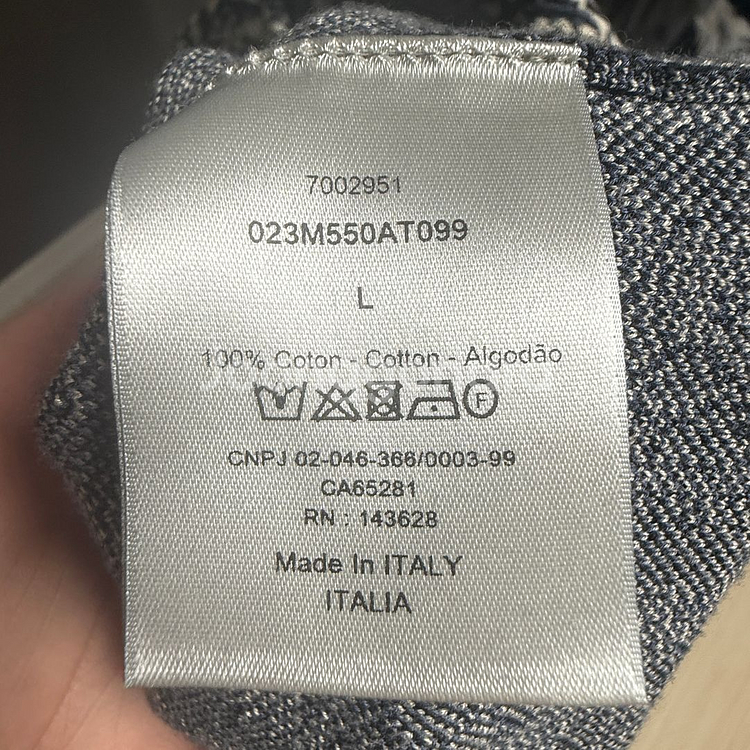 7002951
023M550AT099
L
100% Coton - Cotton - Algodão
F
CNPJ 02-046-366/0003-99
CA65281
RN : 143628
Made In ITALY
ITALIA